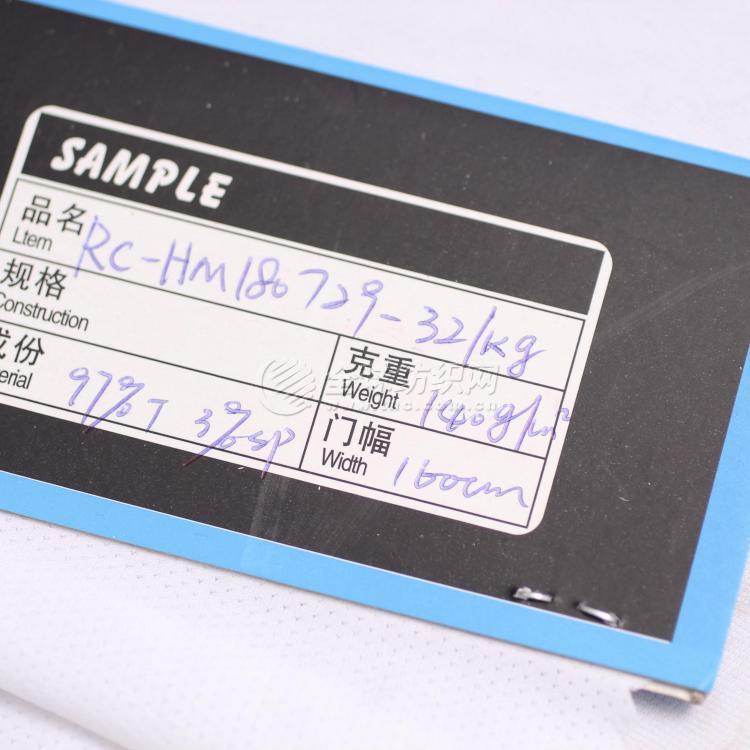 SAMPLE
品名 RC-HM180729-32/kg
Ltem
规格
Construction
克重 140g/m²
Weight
成份 97%T 3%SP
erial
门幅 160cm
Width